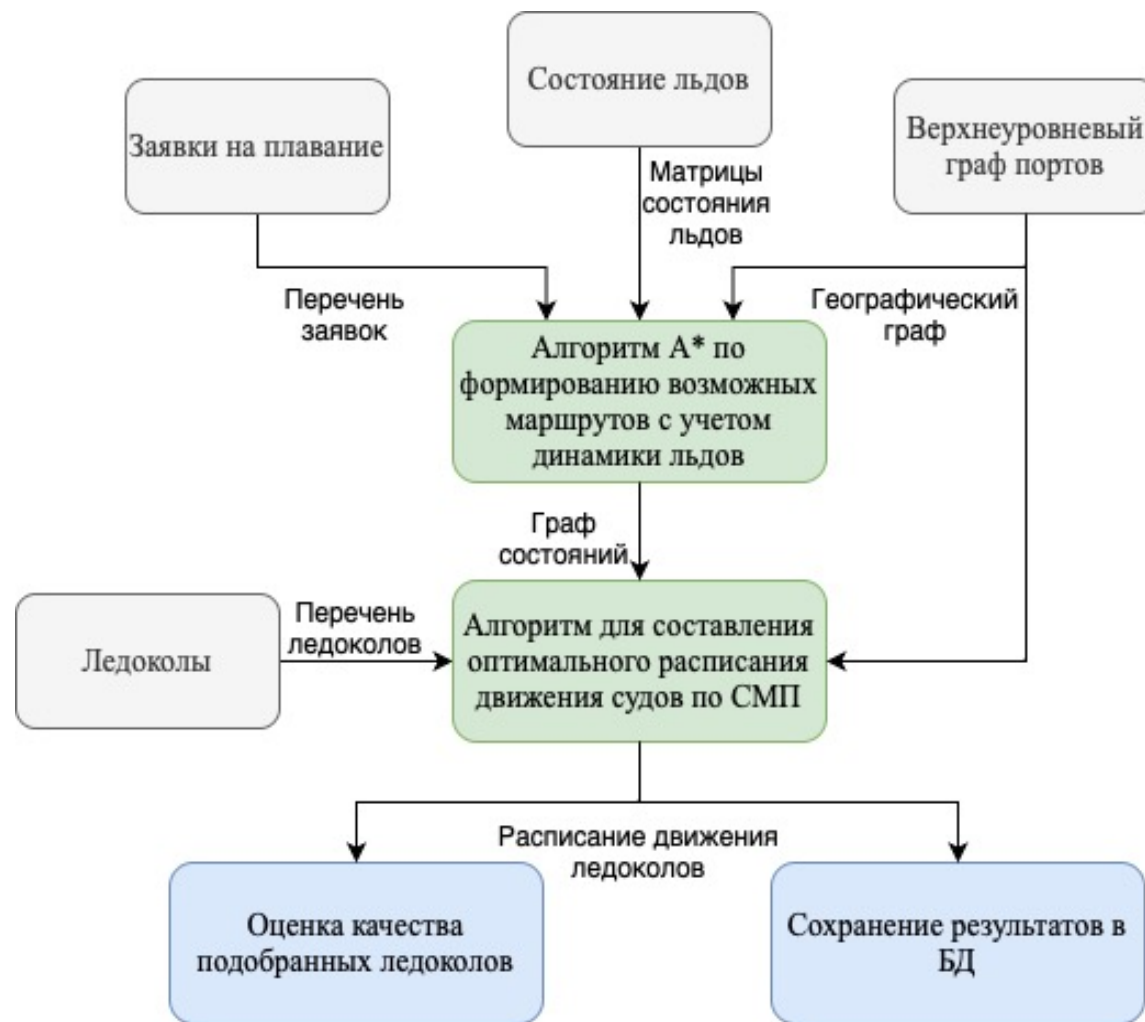 Состояние льдов
Заявки на плавание
Верхнеуровневый
граф портов
Матрицы
состояния
льдов
Перечень
заявок
Географический
граф
Алгоритм A* по
формированию возможных
маршрутов с учетом
динамики льдов
Граф
состояний
Ледоколы
Перечень
ледоколов
Алгоритм для составления
оптимального расписания
движения судов по СМП
Расписание движения
ледоколов
Оценка качества
подобранных ледоколов
Сохранение результатов в
БД